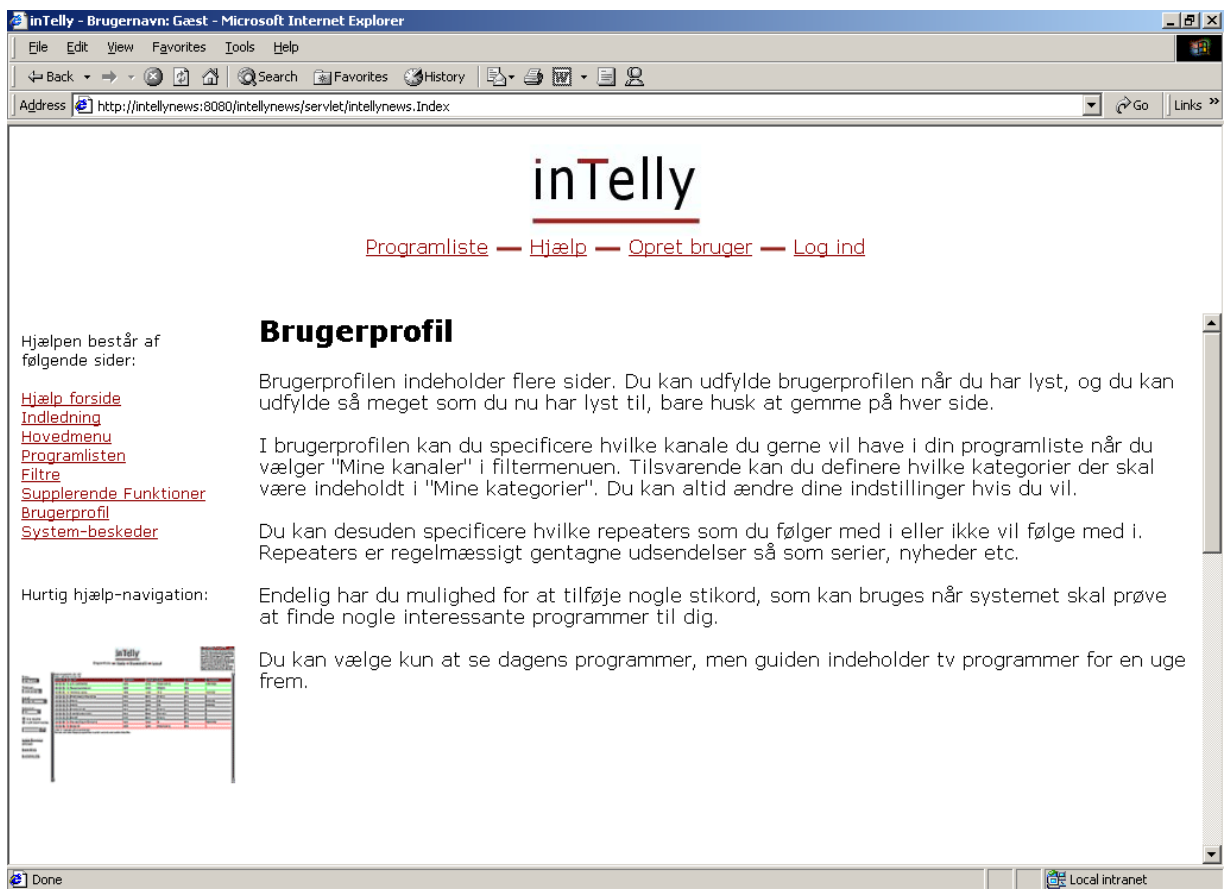 inTelly - Brugernavn: Gæst - Microsoft Internet Explorer
File Edit View Favorites Tools Help
Back Search Favorites History
Address http://intellynews:8080/intellynews/servlet/intellynews.Index Go Links »
inTelly
Programliste — Hjælp — Opret bruger — Log ind
Hjælpen består af
følgende sider:
Hjælp forside
Indledning
Hovedmenu
Programlisten
Filtre
Supplerende Funktioner
Brugerprofil
System-beskeder
Hurtig hjælp-navigation:
inTelly
Brugerprofil
Brugerprofilen indeholder flere sider. Du kan udfylde brugerprofilen når du har lyst, og du kan
udfylde så meget som du nu har lyst til, bare husk at gemme på hver side.
I brugerprofilen kan du specificere hvilke kanale du gerne vil have i din programliste når du
vælger "Mine kanaler" i filtermenuen. Tilsvarende kan du definere hvilke kategorier der skal
være indeholdt i "Mine kategorier". Du kan altid ændre dine indstillinger hvis du vil.
Du kan desuden specificere hvilke repeaters som du følger med i eller ikke vil følge med i.
Repeaters er regelmæssigt gentagne udsendelser så som serier, nyheder etc.
Endelig har du mulighed for at tilføje nogle stikord, som kan bruges når systemet skal prøve
at finde nogle interessante programmer til dig.
Du kan vælge kun at se dagens programmer, men guiden indeholder tv programmer for en uge
frem.
Done Local intranet